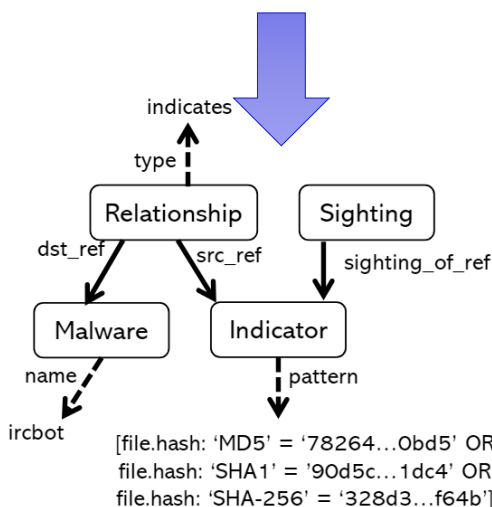 indicates
type
Relationship
Sighting
dst_ref
src_ref
sighting_of_ref
Malware
Indicator
name
pattern
ircbot
[file.hash: ‘MD5’ = ‘78264…0bd5’ OR
file.hash: ‘SHA1’ = ‘90d5c…1dc4’ OR
file.hash: ‘SHA-256’ = ‘328d3…f64b’]